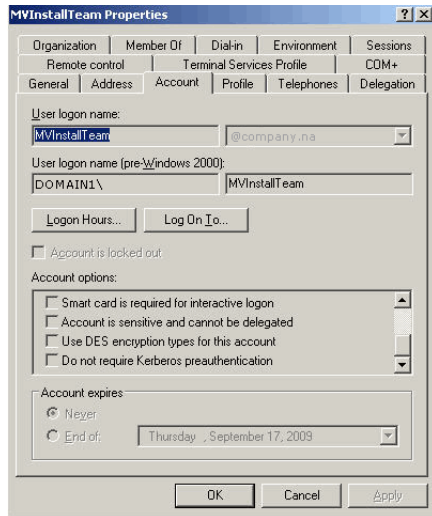 MVInstallTeam Properties
Organization Member Of Dial-in Environment Sessions
Remote control Terminal Services Profile COM+
General Address Account Profile Telephones Delegation
User logon name:
MVInstallTeam @company.na
User logon name (pre-Windows 2000):
DOMAIN1\ MVInstallTeam
Logon Hours... Log On To...
Account is locked out
Account options:
Smart card is required for interactive logon
Account is sensitive and cannot be delegated
Use DES encryption types for this account
Do not require Kerberos preauthentication
Account expires
Never
End of: Thursday , September 17, 2009
OK Cancel Apply